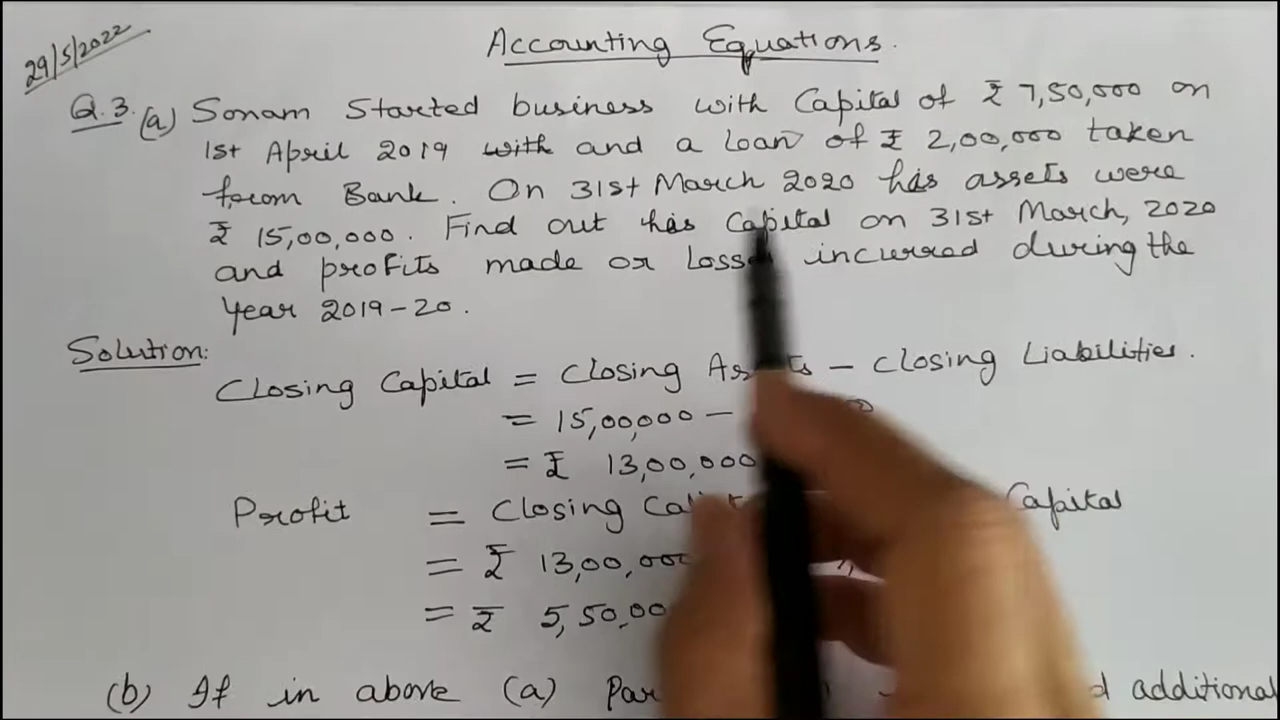 29/5/2022
Accounting Equations.
Q.3. (a) Sonam Started business with Capital of ₹ 7,50,000 on
1st April 2019 with and a loan of ₹ 2,00,000 taken
from Bank. On 31st March 2020 his assets were
₹ 15,00,000. Find out his Capital on 31st March, 2020
and profits made or Losses incurred during the
Year 2019-20.
Solution:
Closing Capital = Closing Assets - Closing Liabilities.
= 15,00,000 -
= ₹ 13,00,000
Profit = Closing Capital
Capital
= ₹ 13,00,000
= ₹ 5,50,00
(b) If in above (a) Par
additional